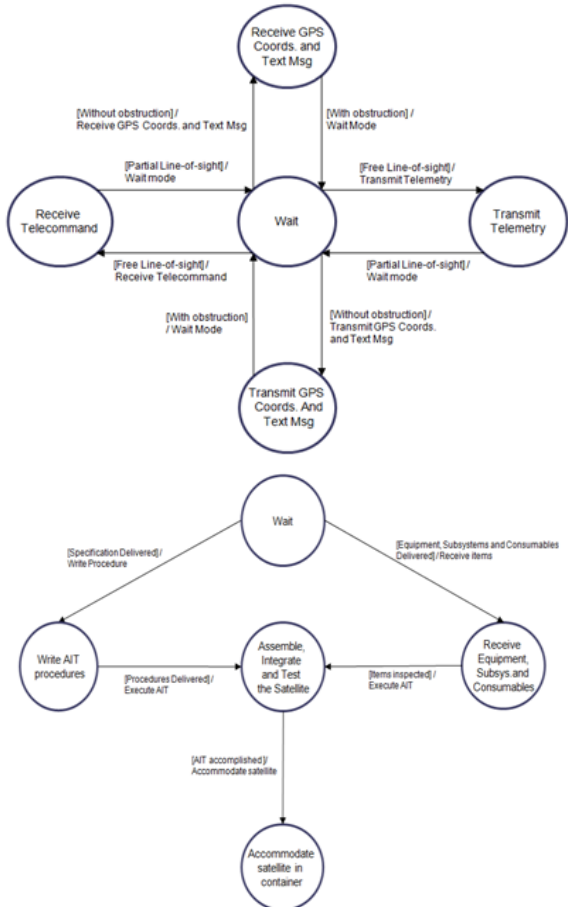 Receive GPS
Coords. and
Text Msg
[Without obstruction] /
Receive GPS Coords. and Text Msg
[With obstruction] /
Wait Mode
[Partial Line-of-sight] /
Wait mode
[Free Line-of-sight] /
Transmit Telemetry
Receive
Telecommand
Wait
Transmit
Telemetry
[Free Line-of-sight] /
Receive Telecommand
[Partial Line-of-sight] /
Wait mode
[With obstruction]
/ Wait Mode
[Without obstruction] /
Transmit GPS Coords.
and Text Msg
Transmit GPS
Coords. And
Text Msg
Wait
[Specification Delivered] /
Write Procedure
[Equipment, Subsystems and Consumables
Delivered] / Receive items
Write AIT
procedures
Assemble,
Integrate
and Test
the Satellite
Receive
Equipment,
Subsys.and
Consumables
[Procedures Delivered] /
Execute AIT
[Items inspected] /
Execute AIT
[AIT accomplished] /
Accommodate satellite
Accommodate
satellite in
container